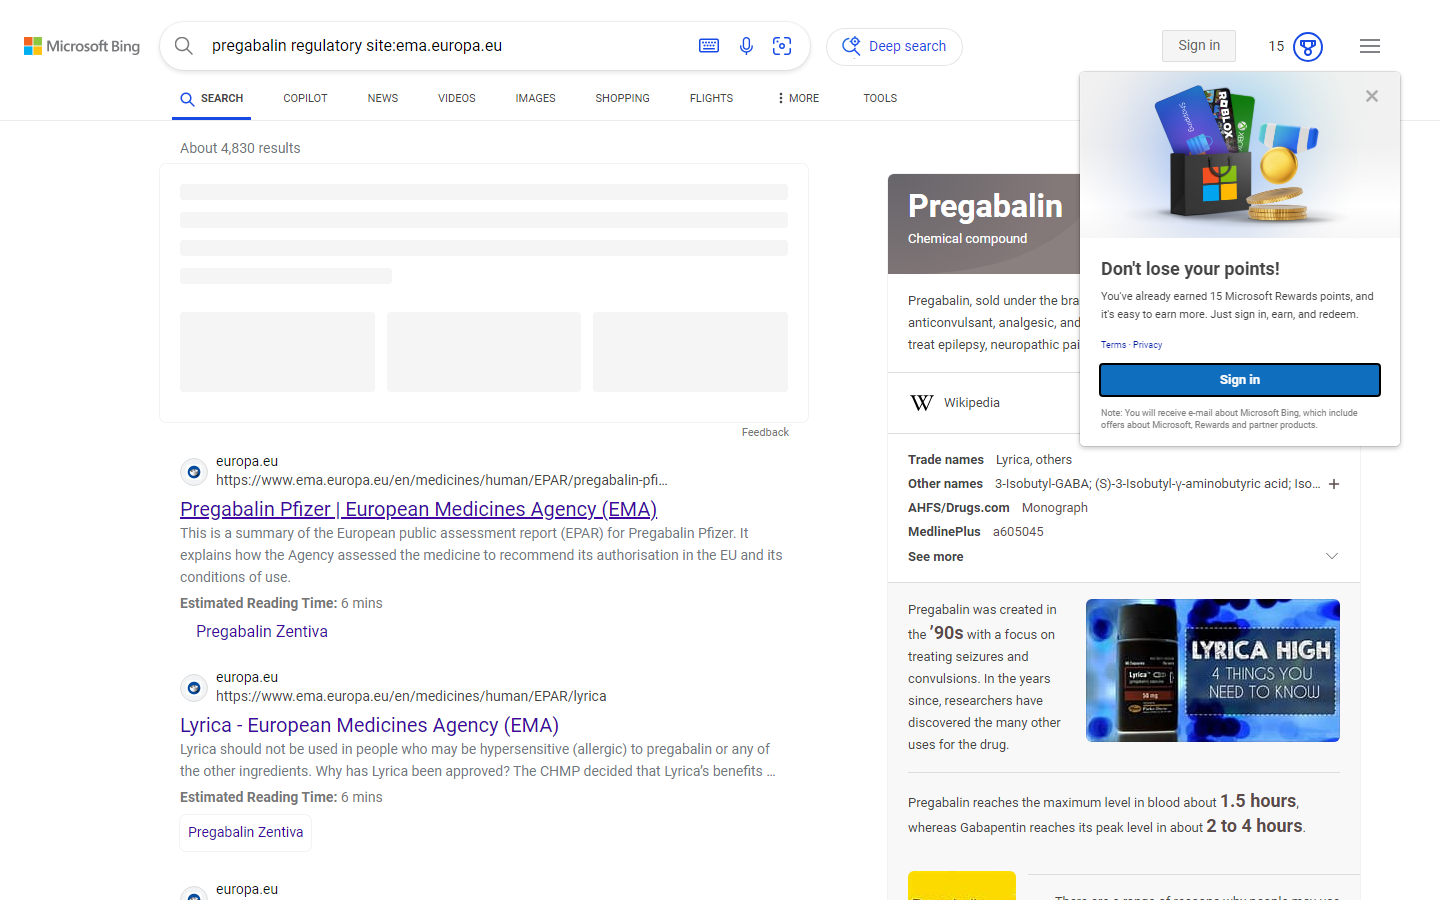 Microsoft Bing
pregabalin regulatory site:ema.europa.eu
Deep search
Sign in
15
SEARCH
COPILOT
NEWS
VIDEOS
IMAGES
SHOPPING
FLIGHTS
MORE
TOOLS
About 4,830 results
Feedback
europa.eu
https://www.ema.europa.eu/en/medicines/human/EPAR/pregabalin-pfi...
Pregabalin Pfizer | European Medicines Agency (EMA)
This is a summary of the European public assessment report (EPAR) for Pregabalin Pfizer. It
explains how the Agency assessed the medicine to recommend its authorisation in the EU and its
conditions of use.
Estimated Reading Time: 6 mins
Pregabalin Zentiva
europa.eu
https://www.ema.europa.eu/en/medicines/human/EPAR/lyrica
Lyrica - European Medicines Agency (EMA)
Lyrica should not be used in people who may be hypersensitive (allergic) to pregabalin or any of
the other ingredients. Why has Lyrica been approved? The CHMP decided that Lyrica's benefits ...
Estimated Reading Time: 6 mins
Pregabalin Zentiva
europa.eu
Pregabalin
Chemical compound
Pregabalin, sold under the bra
anticonvulsant, analgesic, and
treat epilepsy, neuropathic pai
Wikipedia
Trade names Lyrica, others
Other names 3-Isobutyl-GABA; (S)-3-Isobutyl-γ-aminobutyric acid; Iso...
AHFS/Drugs.com Monograph
MedlinePlus a605045
See more
Pregabalin was created in
the '90s with a focus on
treating seizures and
convulsions. In the years
since, researchers have
discovered the many other
uses for the drug.
Lyrica
50 mg
LYRICA HIGH
4 THINGS YOU
NEED TO KNOW
Pregabalin reaches the maximum level in blood about 1.5 hours,
whereas Gabapentin reaches its peak level in about 2 to 4 hours.
ROBLOX
XBOX
Don't lose your points!
You've already earned 15 Microsoft Rewards points, and
it's easy to earn more. Just sign in, earn, and redeem.
Terms · Privacy
Sign in
Note: You will receive e-mail about Microsoft Bing, which include
offers about Microsoft, Rewards and partner products.